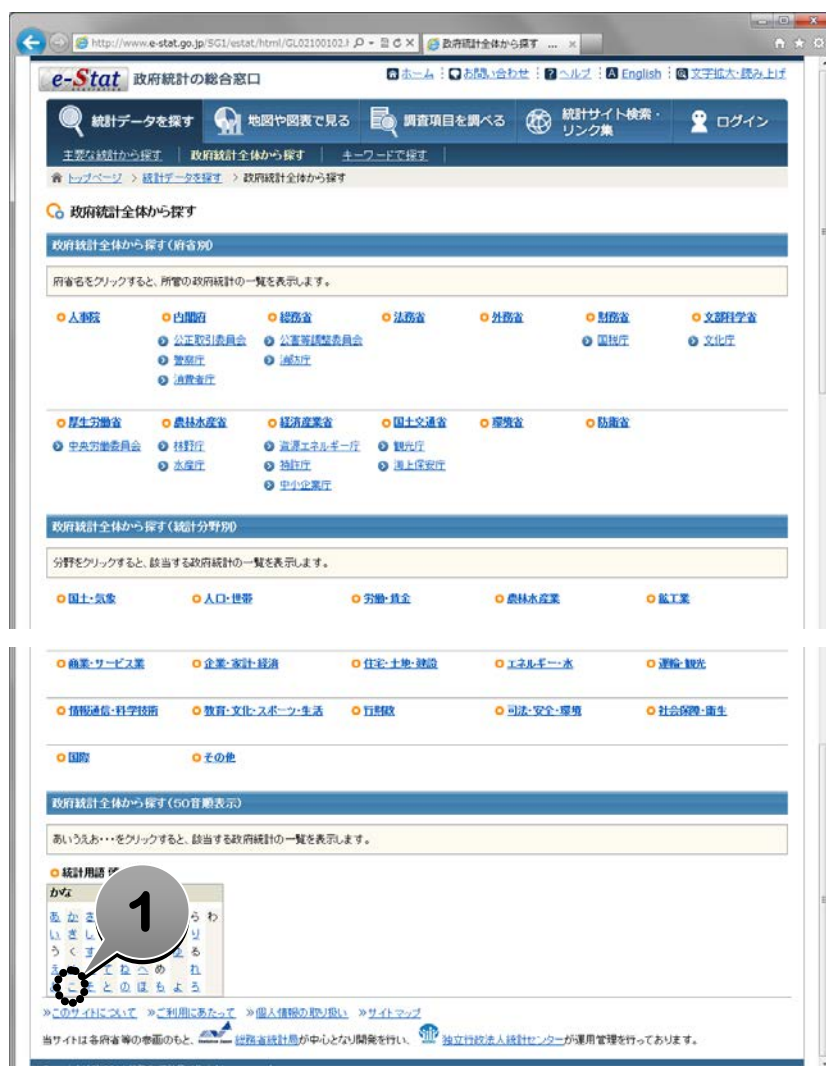 http://www.e-stat.go.jp/SG1/estat/html/GL02100102. 政府統計全体から探す ...
e-Stat 政府統計の総合窓口 ホーム お問い合わせ ヘルプ English 文字拡大・読み上げ
統計データを探す 地図や図表で見る 調査項目を調べる 統計サイト検索・リンク集 ログイン
主要な統計から探す 政府統計全体から探す キーワードで探す
トップページ > 統計データを探す > 政府統計全体から探す
政府統計全体から探す
政府統計全体から探す(府省別)
府省名をクリックすると、所管の政府統計の一覧を表示します。
人事院 内閣府 総務省 法務省 外務省 財務省 文部科学省
公正取引委員会 公害等調整委員会 国税庁 文化庁
警察庁 消防庁
消費者庁
厚生労働省 農林水産省 経済産業省 国土交通省 環境省 防衛省
中央労働委員会 林野庁 資源エネルギー庁 観光庁
水産庁 特許庁 海上保安庁
中小企業庁
政府統計全体から探す(統計分野別)
分野をクリックすると、該当する政府統計の一覧を表示します。
国土・気象 人口・世帯 労働・賃金 農林水産業 鉱工業
商業・サービス業 企業・家計・経済 住宅・土地・建設 エネルギー・水 運輸・観光
情報通信・科学技術 教育・文化・スポーツ・生活 行財政 司法・安全・環境 社会保障・衛生
国際 その他
政府統計全体から探す(50音順表示)
あいうえお・・・をクリックすると、該当する政府統計の一覧を表示します。
統計用語
かな
1
あ か さ ら わ
い き し り
う く す る
て ね へ め れ
こ そ と の ほ も よ ろ
»このサイトについて »ご利用にあたって »個人情報の取り扱い »サイトマップ
当サイトは各府省等の参画のもと、 総務省統計局が中心となり開発を行い、 独立行政法人統計センターが運用管理を行っております。